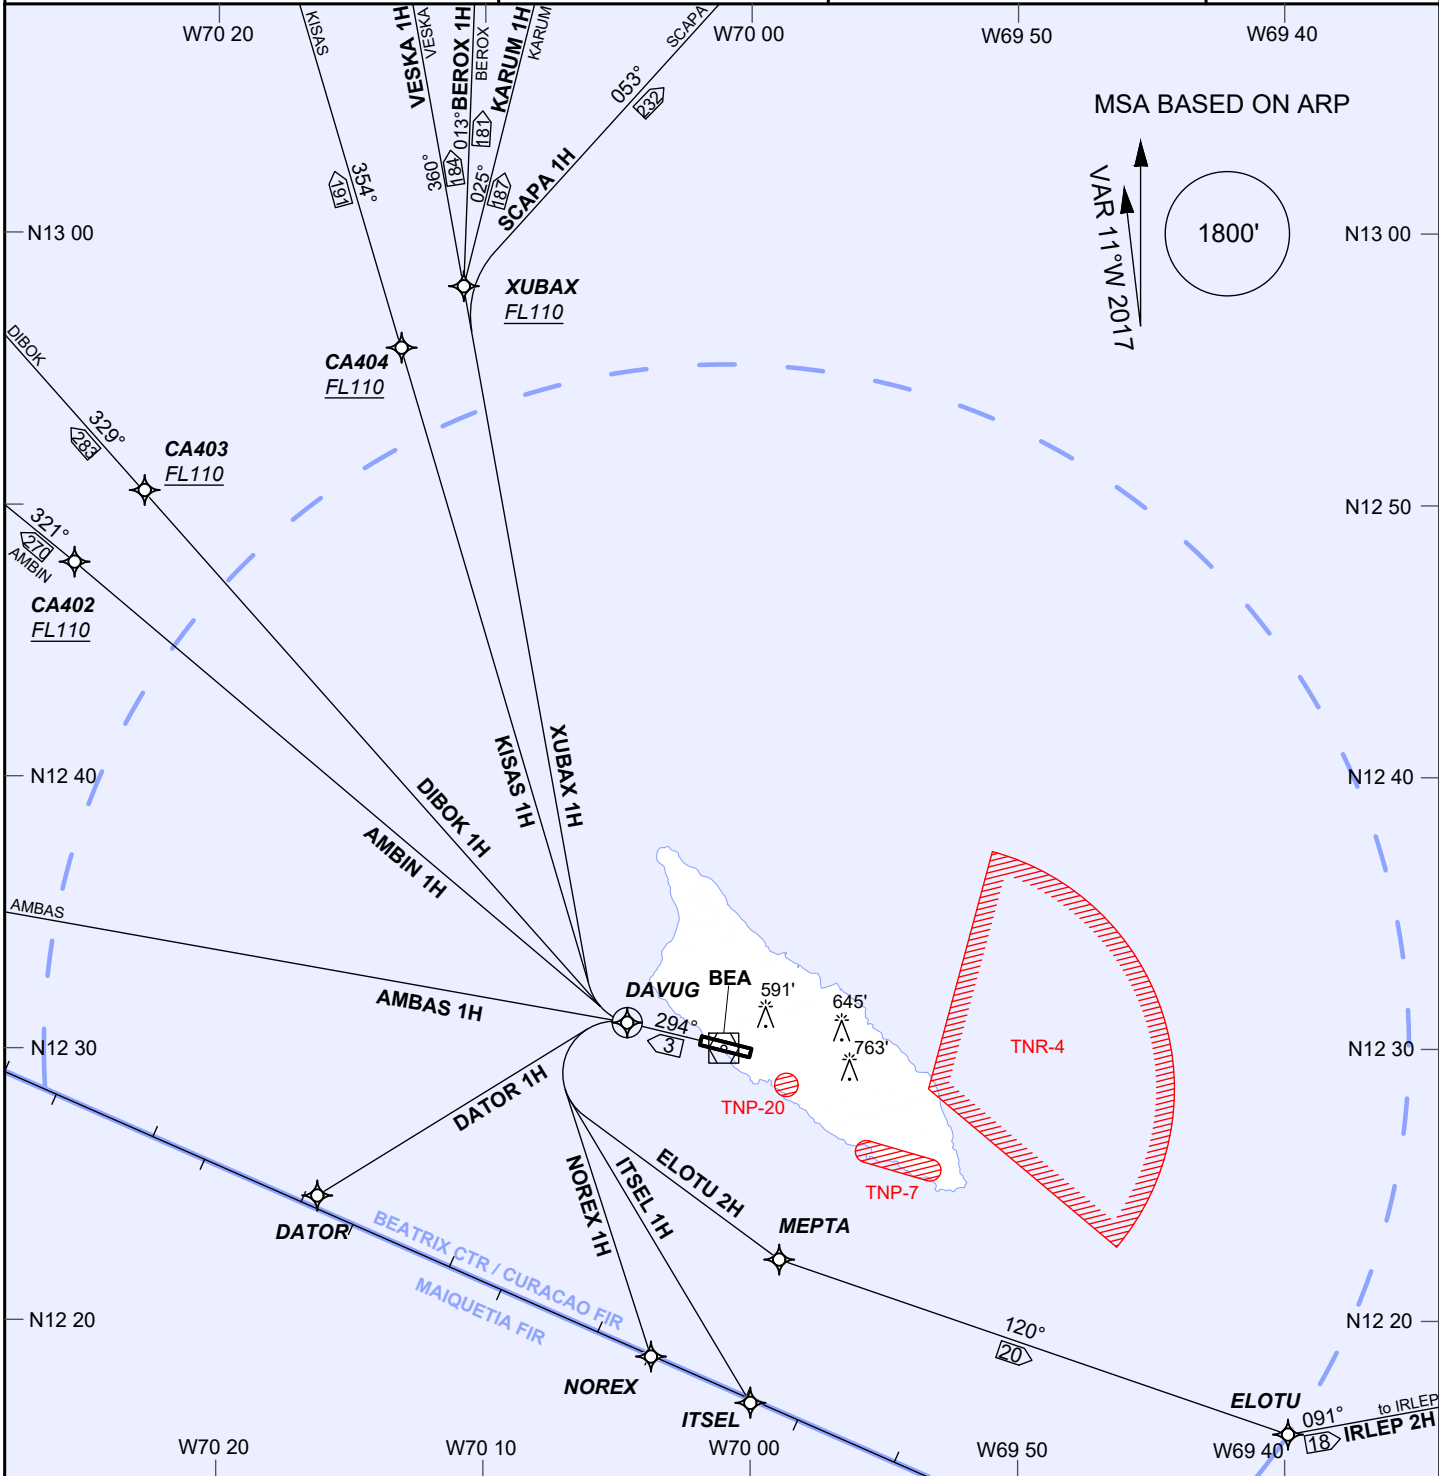 W70 20
W70 00
W69 50
W69 40
KISAS
VESKA 1H
VESKA
BEROX 1H
BEROX
KARUM 1H
KARUM
SCAPA
053°
232
MSA BASED ON ARP
VAR 11°W 2017
1800'
354°
191
360°
184
013°
181
025°
187
SCAPA 1H
N13 00
N13 00
XUBAX
FL110
CA404
FL110
DIBOK
329°
283
CA403
FL110
321°
270
AMBIN
N12 50
CA402
FL110
XUBAX 1H
KISAS 1H
DIBOK 1H
AMBIN 1H
N12 40
N12 40
AMBAS
AMBAS 1H
DAVUG
BEA
591'
645'
763'
294°
3
TNR-4
N12 30
N12 30
TNP-20
DATOR 1H
NOREX 1H
ITSEL 1H
ELOTU 2H
TNP-7
DATOR
MEPTA
BEATRIX CTR / CURACAO FIR
MAIQUETIA FIR
N12 20
N12 20
120°
20
NOREX
ITSEL
ELOTU
091°
18
to IRLEP
IRLEP 2H
W70 20
W70 10
W70 00
W69 50
W69 40